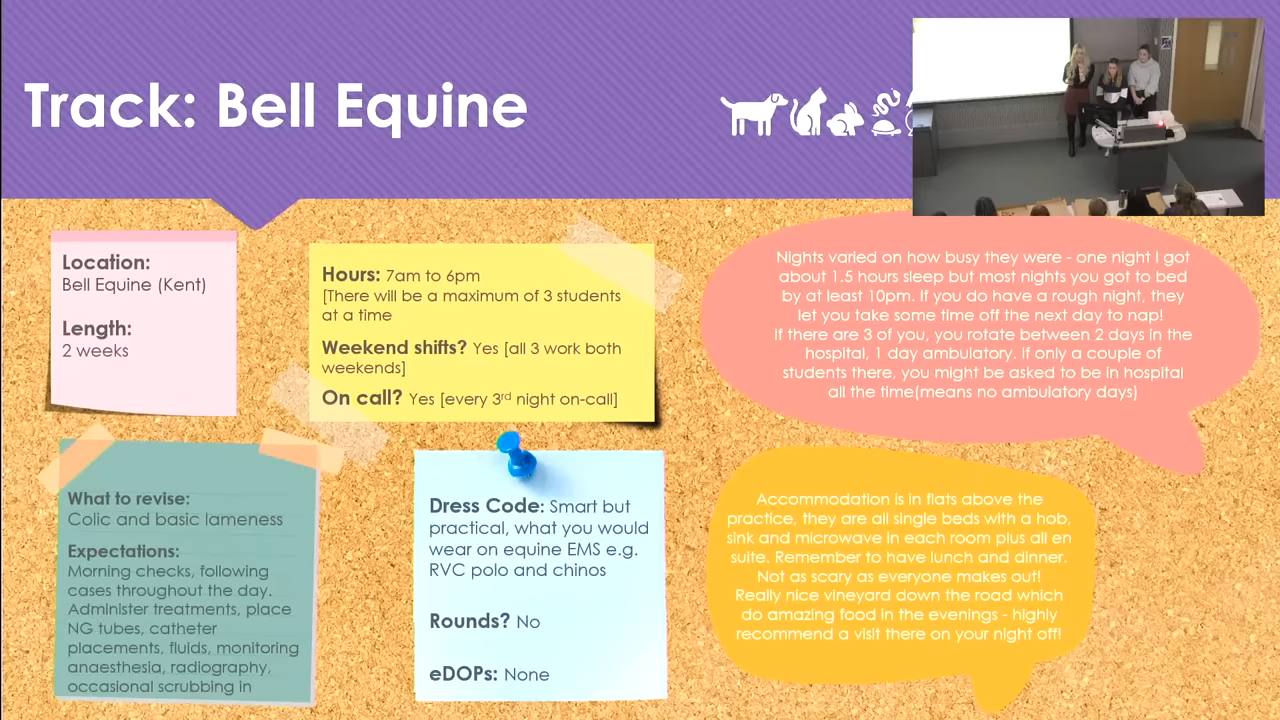 Track: Bell Equine
Location:
Bell Equine (Kent)
Length:
2 weeks
Hours: 7am to 6pm
[There will be a maximum of 3 students
at a time
Weekend shifts? Yes [all 3 work both
weekends]
On call? Yes [every 3rd night on-call]
Nights varied on how busy they were - one night I got
about 1.5 hours sleep but most nights you got to bed
by at least 10pm. If you do have a rough night, they
let you take some time off the next day to nap!
If there are 3 of you, you rotate between 2 days in the
hospital, 1 day ambulatory. If only a couple of
students there, you might be asked to be in hospital
all the time(means no ambulatory days)
What to revise:
Colic and basic lameness
Expectations:
Morning checks, following
cases throughout the day.
Administer treatments, place
NG tubes, catheter
placements, fluids, monitoring
anaesthesia, radiography,
occasional scrubbing in
Dress Code: Smart but
practical, what you would
wear on equine EMS e.g.
RVC polo and chinos
Rounds? No
eDOPs: None
Accommodation is in flats above the
practice, they are all single beds with a hob,
sink and microwave in each room plus all en
suite. Remember to have lunch and dinner.
Not as scary as everyone makes out!
Really nice vineyard down the road which
do amazing food in the evenings - highly
recommend a visit there on your night off!